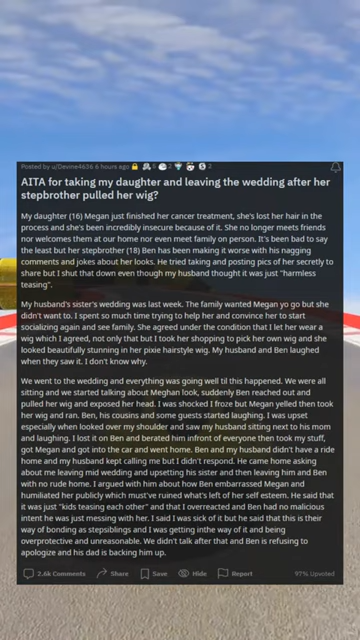 Posted by u/Devine4636 6 hours ago
AITA for taking my daughter and leaving the wedding after her
stepbrother pulled her wig?
My daughter (16) Megan just finished her cancer treatment, she's lost her hair in the
process and she's been incredibly insecure because of it. She no longer meets friends
nor welcomes them at our home nor even meet family on person. It's been bad to say
the least but her stepbrother (18) Ben has been making it worse with his nagging
comments and jokes about her looks. He tried taking and posting pics of her secretly to
share but I shut that down even though my husband thought it was just "harmless
teasing".
My husband's sister's wedding was last week. The family wanted Megan yo go but she
didn't want to. I spent so much time trying to help her and convince her to start
socializing again and see family. She agreed under the condition that I let her wear a
wig which I agreed, not only that but I took her shopping to pick her own wig and she
looked beautifully stunning in her pixie hairstyle wig. My husband and Ben laughed
when they saw it. I don't know why.
We went to the wedding and everything was going well til this happened. We were all
sitting and we started talking about Meghan look, suddenly Ben reached out and
pulled her wig and exposed her head. I was shocked I froze but Megan yelled then took
her wig and ran. Ben, his cousins and some guests started laughing. I was upset
especially when looked over my shoulder and saw my husband sitting next to his mom
and laughing. I lost it on Ben and berated him infront of everyone then took my stuff,
got Megan and got into the car and went home. Ben and my husband didn't have a ride
home and my husband kept calling me but I didn't respond. He came home asking
about me leaving mid wedding and upsetting his sister and then leaving him and Ben
with no rude home. I argued with him about how Ben embarrassed Megan and
humiliated her publicly which must've ruined what's left of her self esteem. He said that
it was just "kids teasing each other" and that I overreacted and Ben had no malicious
intent he was just messing with her. I said I was sick of it but he said that this is their
way of bonding as stepsiblings and I was getting inthe way of it and being
overprotective and unreasonable. We didn't talk after that and Ben is refusing to
apologize and his dad is backing him up.
2.6k Comments Share Save Hide Report 97% Upvoted